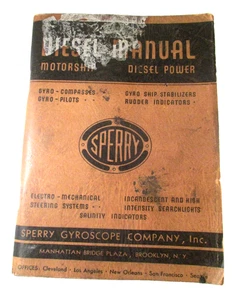 DIESEL MANUAL
MOTORSHIP DIESEL POWER
GYRO-COMPASSES
GYRO-PILOTS
GYRO SHIP STABILIZERS
RUDDER INDICATORS
SPERRY
ELECTRO-MECHANICAL
STEERING SYSTEMS
INCANDESCENT AND HIGH
INTENSITY SEARCHLIGHTS
SALINITY INDICATORS
SPERRY GYROSCOPE COMPANY, Inc.
MANHATTAN BRIDGE PLAZA, BROOKLYN, N.Y.
OFFICES: Cleveland - Los Angeles - New Orleans - San Francisco - Seattle